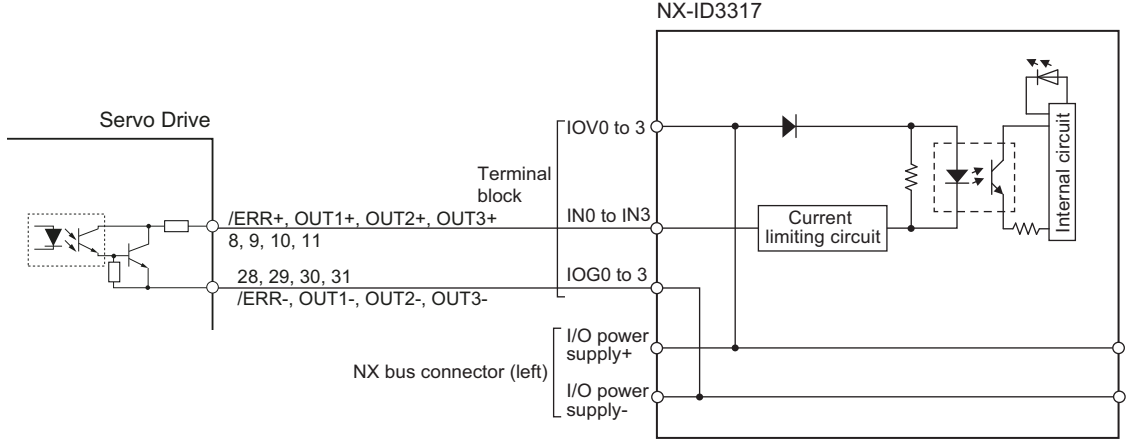 NX-ID3317
Servo Drive
Terminal
block
IOV0 to 3
/ERR+, OUT1+, OUT2+, OUT3+
8, 9, 10, 11
IN0 to IN3
Current
limiting circuit
Internal circuit
28, 29, 30, 31
/ERR-, OUT1-, OUT2-, OUT3-
IOG0 to 3
NX bus connector (left)
I/O power
supply+
I/O power
supply-